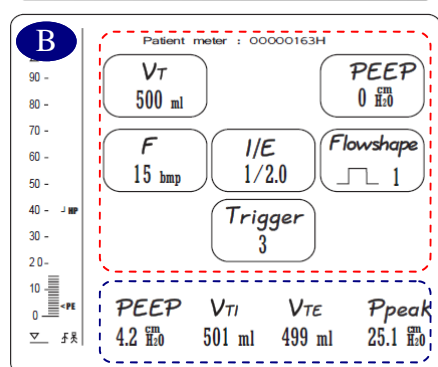 B
Patient meter : 00000163H
90 -
80 -
70 -
60 -
50 -
40 - HP
30 -
20 -
10 -
0 - <PE
VT
500 ml
PEEP
0 cm H2O
F
15 bmp
I/E
1/2.0
Flowshape
1
Trigger
3
PEEP VTI VTE Ppeak
4.2 cm H2O 501 ml 499 ml 25.1 cm H2O